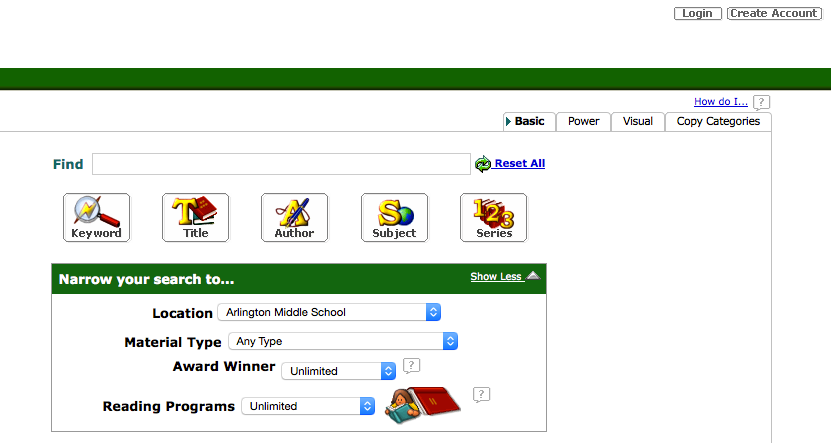 Login Create Account
How do I... ?
Basic Power Visual Copy Categories
Find Reset All
Keyword Title Author Subject Series
Narrow your search to... Show Less
Location Arlington Middle School
Material Type Any Type
Award Winner Unlimited ?
Reading Programs Unlimited ?